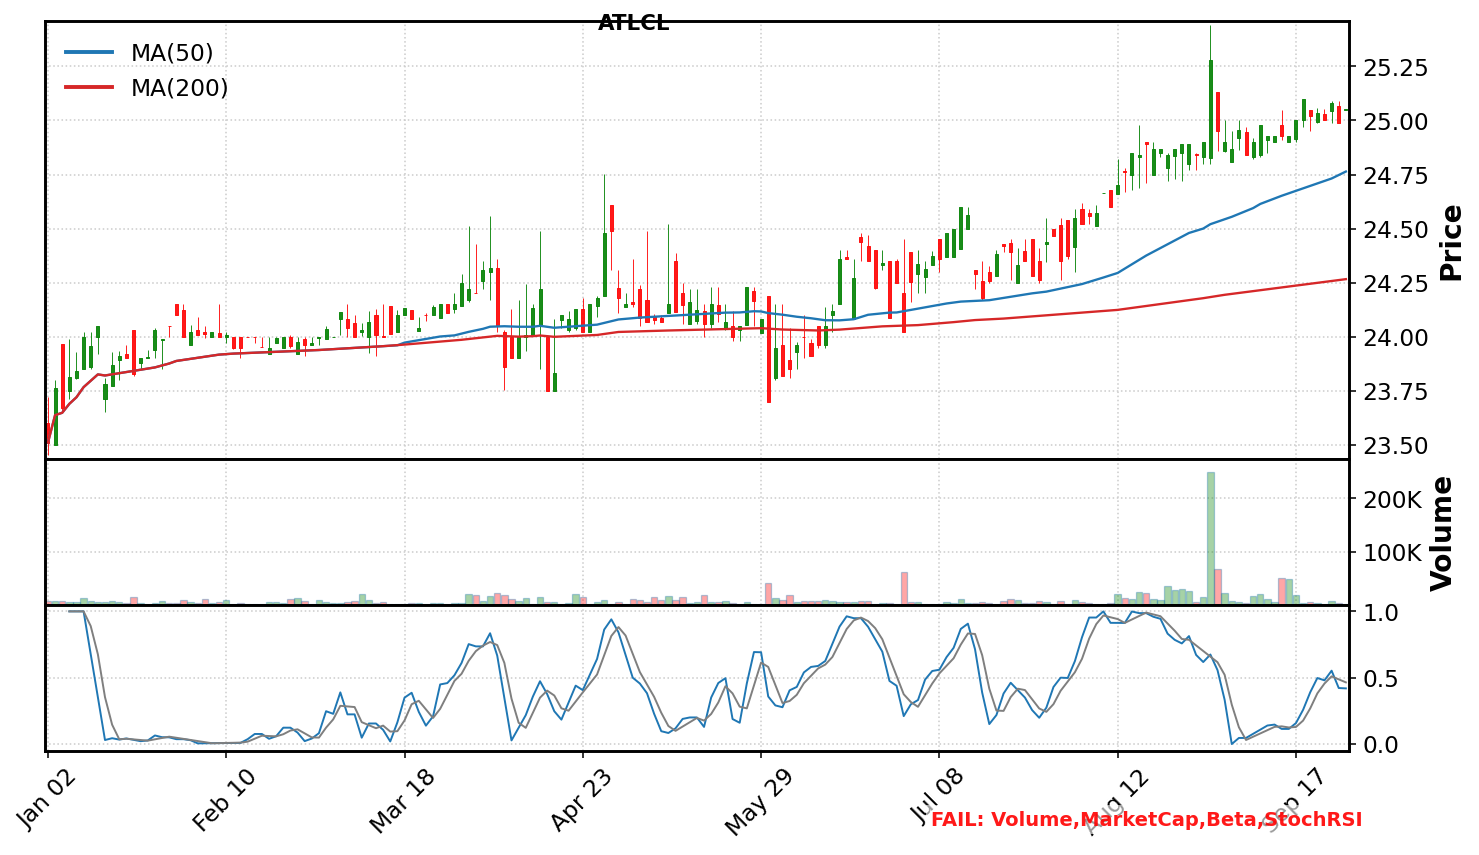 ATLCL
MA(50)
MA(200)
25.25
25.00
24.75
24.50
24.25
24.00
23.75
23.50
Price
200K
100K
Volume
1.0
0.5
0.0
Jan 02
Feb 10
Mar 18
Apr 23
May 29
Jul 08
Aug 12
Sep 17
FAIL: Volume,MarketCap,Beta,StochRSI